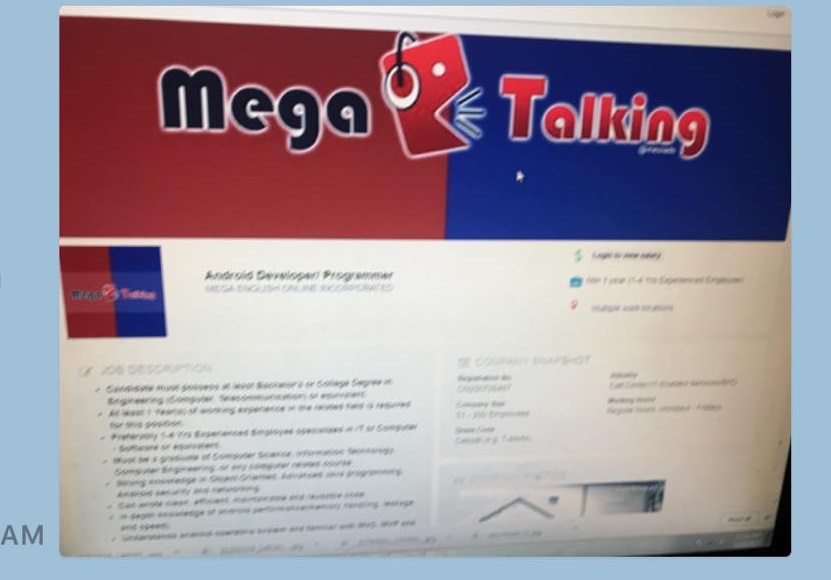 Login
Mega Talking
Login to view salary
Android Developer/ Programmer
MEGA ENGLISH ONLINE INCORPORATED
Min 1 year (1-4 Yrs Experienced Employee)
Mega Talking
Multiple work locations
JOB DESCRIPTION
Candidate must possess at least Bachelor's or College Degree in
Engineering (Computer, Telecommunication) or equivalent.
At least 1 Year(s) of working experience in the related field is required
for this position.
Preferably 1-4 Yrs Experienced Employee specialized in IT or Computer
- Software or equivalent.
Must be a graduate of Computer Science, Information Technology,
Computer Engineering, or any computer related course.
Strong knowledge in Object-Oriented, Advanced Java programming,
Android security and networking.
Can write clean, efficient, maintainable and reusable code
In depth knowledge of android performance(memory handling, leakage
and speed).
Understands android operating system and familiar with MVC, MVP and
COMPANY SNAPSHOT
Registration No.
Company Size
51 - 200 Employees
Dress Code
Casual (e.g. T-shirts)
Industry
Call Center/IT-Enabled Services/BPO
Working Hours
Regular hours, Mondays - Fridays
AM